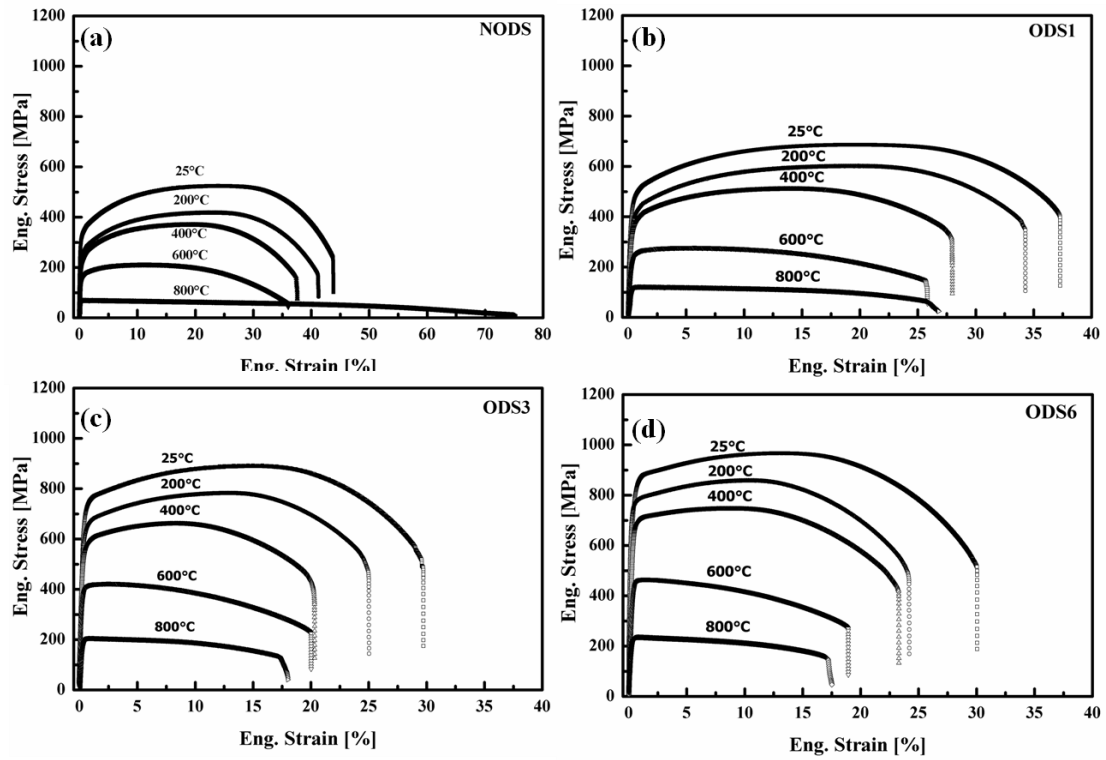 (a)
NODS
Eng. Stress [MPa]
1200
1000
800
600
400
200
0
25°C
200°C
400°C
600°C
800°C
0 10 20 30 40 50 60 70 80
Eng. Strain [%]
(b)
ODS1
Eng. Stress [MPa]
1200
1000
800
600
400
200
0
25°C
200°C
400°C
600°C
800°C
0 5 10 15 20 25 30 35 40
Eng. Strain [%]
(c)
ODS3
Eng. Stress [MPa]
1200
1000
800
600
400
200
0
25°C
200°C
400°C
600°C
800°C
0 5 10 15 20 25 30 35 40
Eng. Strain [%]
(d)
ODS6
Eng. Stress [MPa]
1200
1000
800
600
400
200
0
25°C
200°C
400°C
600°C
800°C
0 5 10 15 20 25 30 35 40
Eng. Strain [%]